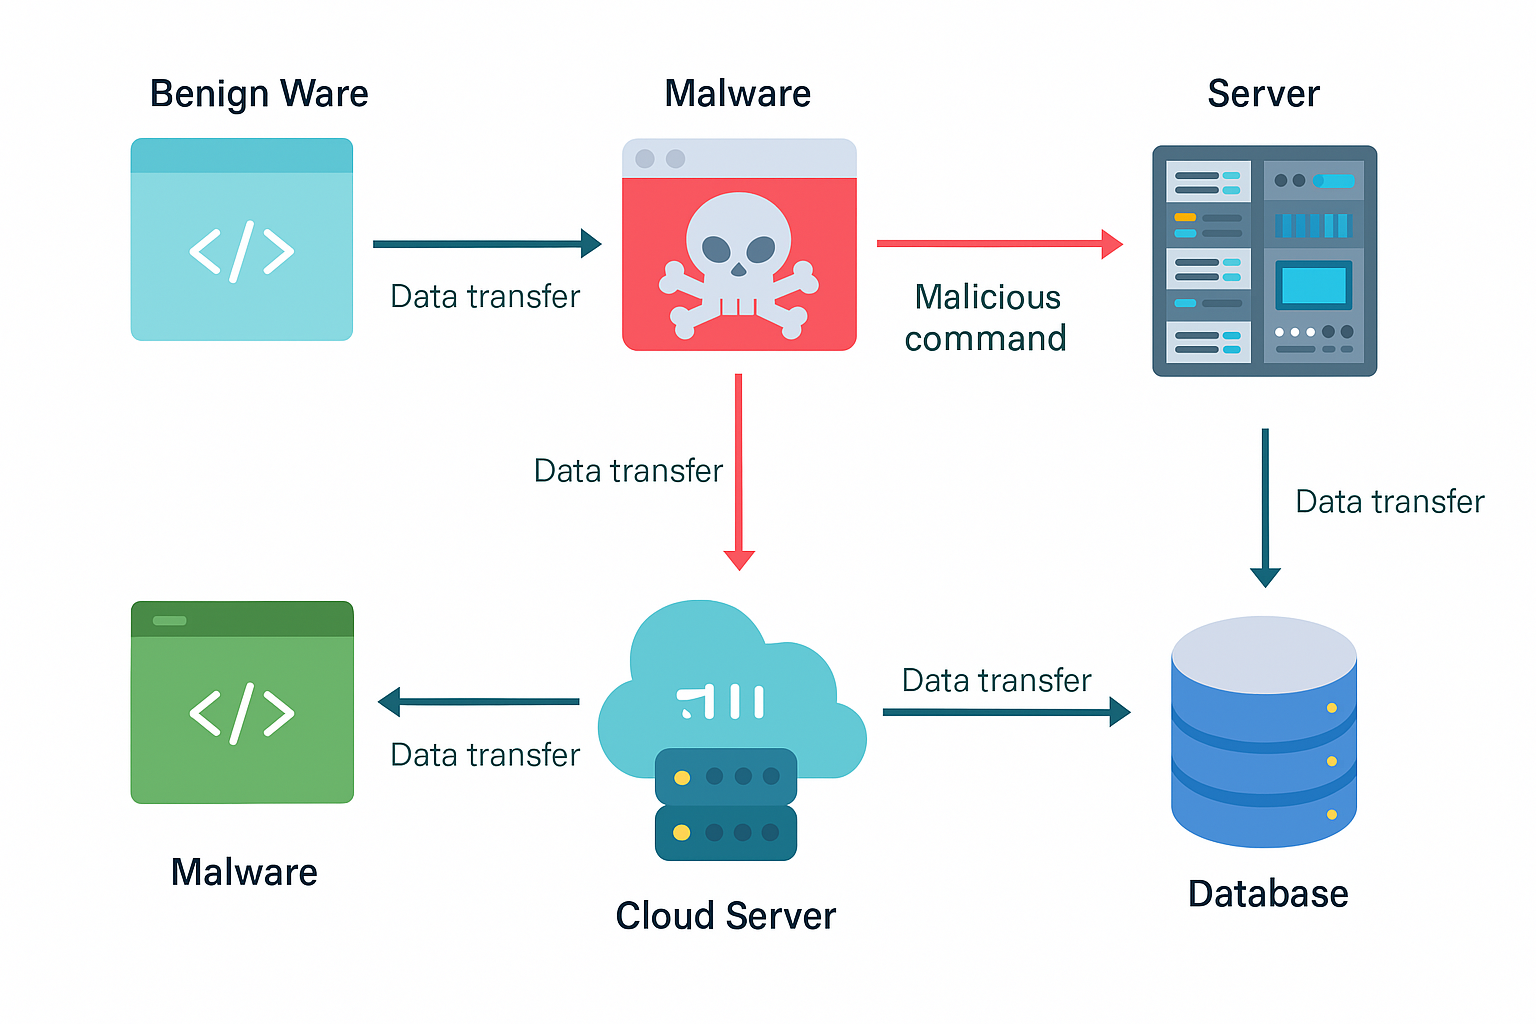 Benign Ware
Malware
Server
</>
Data transfer
Malicious
command
Data transfer
Data transfer
</>
Data transfer
Data transfer
Malware
Cloud Server
Database